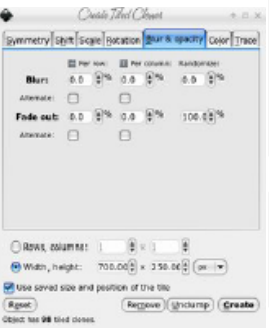 Create Tiled Clones
Symmetry Shift Scale Rotation Blur & opacity Color Trace
Per row: Per column: Randomize:
Blur: 0.0 % 0.0 % 0.0 %
Alternate:
Fade out: 0.0 % 0.0 % 100.0 %
Alternate:
Rows, columns: 1 x 1
Width, height: 700.00 x 250.00 px
Use saved size and position of the tile
Reset Remove Unclump Create
Object has 98 tiled clones.